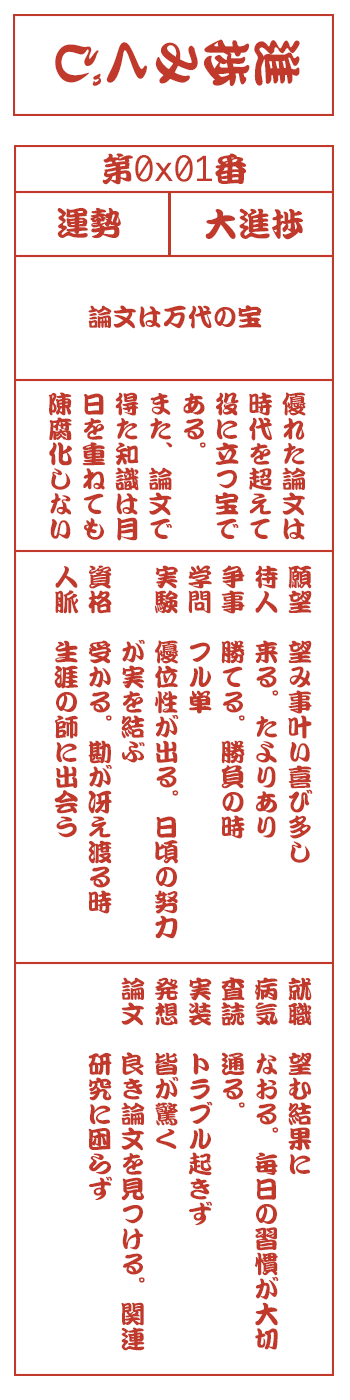 進捗みくじ
第0x01番
大進捗
運勢
論文は万代の宝
優れた論文は
時代を超えて
役に立つ宝で
ある。
また、論文で
得た知識は月
日を重ねても
陳腐化しない
願望 望み事叶い喜び多し
待人 来る。たよりあり
争事 勝てる。勝負の時
学問 フル単
実験 優位性が出る。日頃の努力
が実を結ぶ
資格 受かる。勘が冴え渡る時
人脈 生涯の師に出会う
就職 望む結果に
病気 なおる。毎日の習慣が大切
査読 通る。
実装 トラブル起きず
発想 皆が驚く
論文 良き論文を見つける。関連
研究に困らず